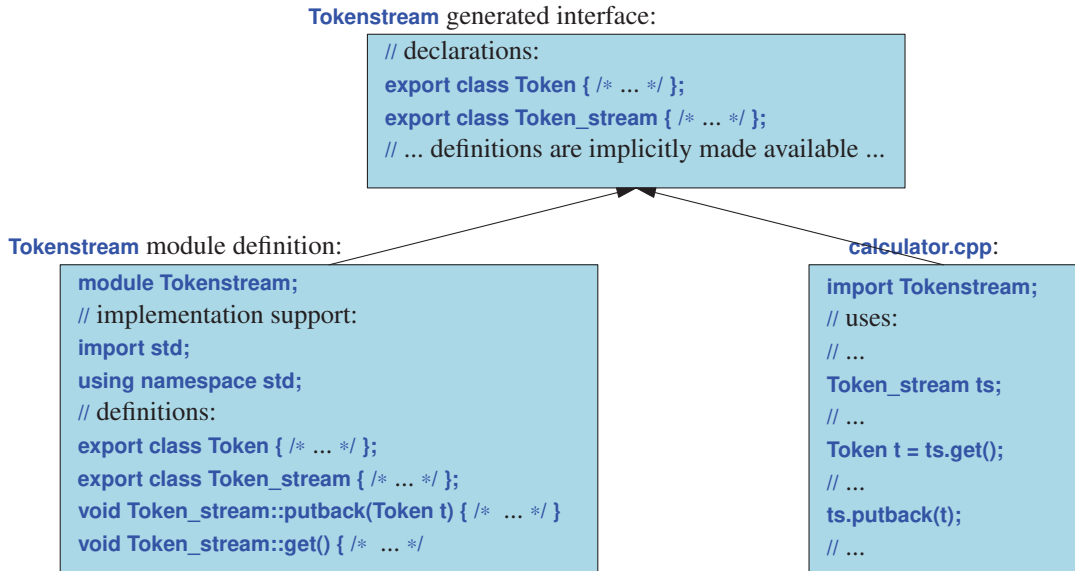 Tokenstream generated interface:
// declarations:
export class Token { /* ... */ };
export class Token_stream { /* ... */ };
// ... definitions are implicitly made available ...
Tokenstream module definition:
module Tokenstream;
// implementation support:
import std;
using namespace std;
// definitions:
export class Token { /* ... */ };
export class Token_stream { /* ... */ };
void Token_stream::putback(Token t) { /* ... */ }
void Token_stream::get() { /* ... */
calculator.cpp:
import Tokenstream;
// uses:
// ...
Token_stream ts;
// ...
Token t = ts.get();
// ...
ts.putback(t);
// ...